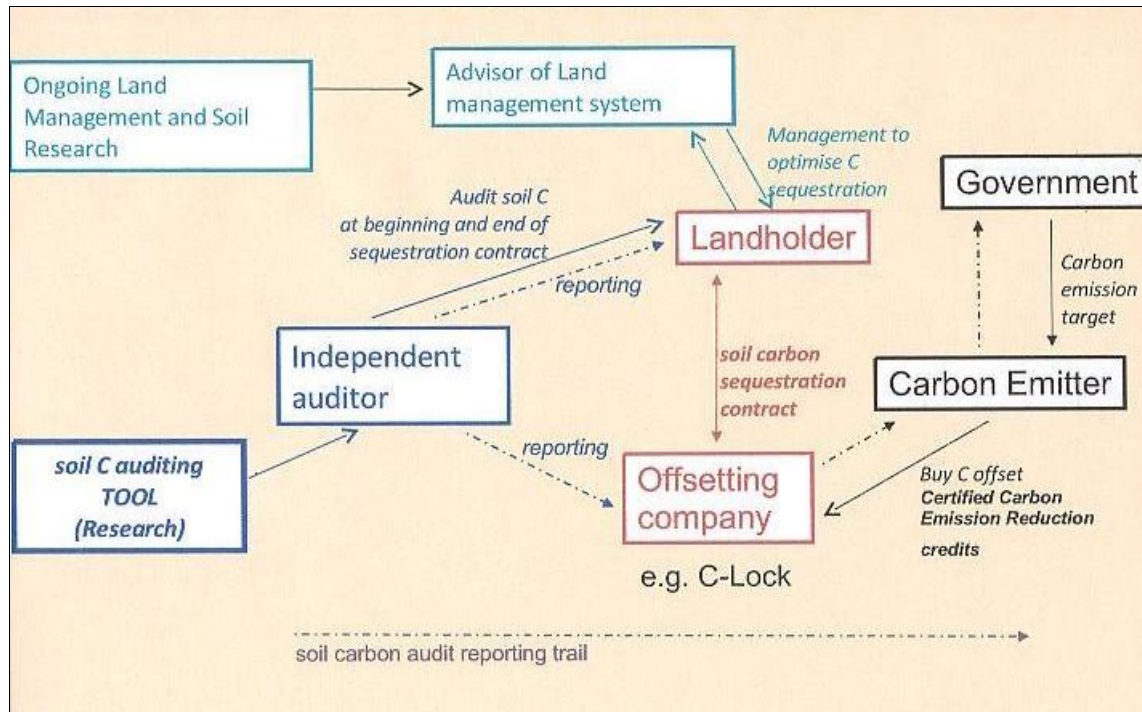 Ongoing Land
Management and Soil
Research
Advisor of Land
management system
Management to
optimise C
sequestration
Government
Audit soil C
at beginning and end of
sequestration contract
Landholder
reporting
Carbon
emission
target
Independent
auditor
soil carbon
sequestration
contract
Carbon Emitter
soil C auditing
TOOL
(Research)
reporting
Offsetting
company
Buy C offset
Certified Carbon
Emission Reduction
credits
e.g. C-Lock
soil carbon audit reporting trail